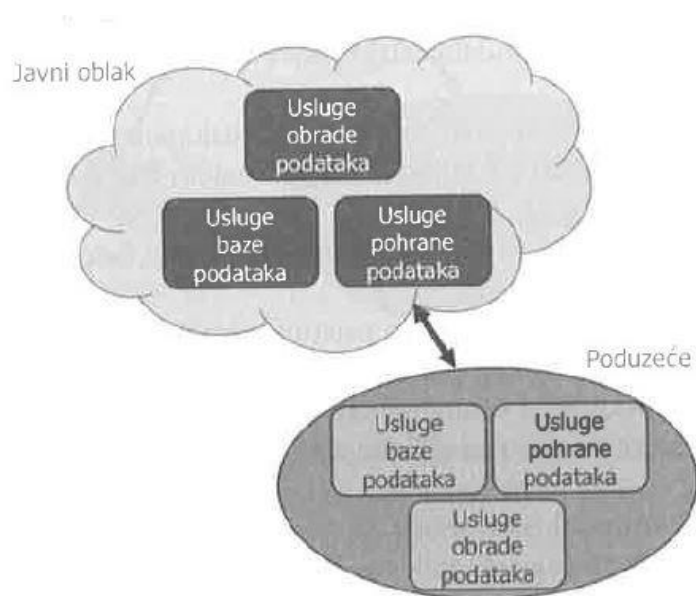 Javni oblak
Usluge
obrade
podataka
Usluge
baze
podataka
Usluge
pohrane
podataka
Poduzeće
Usluge
baze
podataka
Usluge
pohrane
podataka
Usluge
obrade
podataka